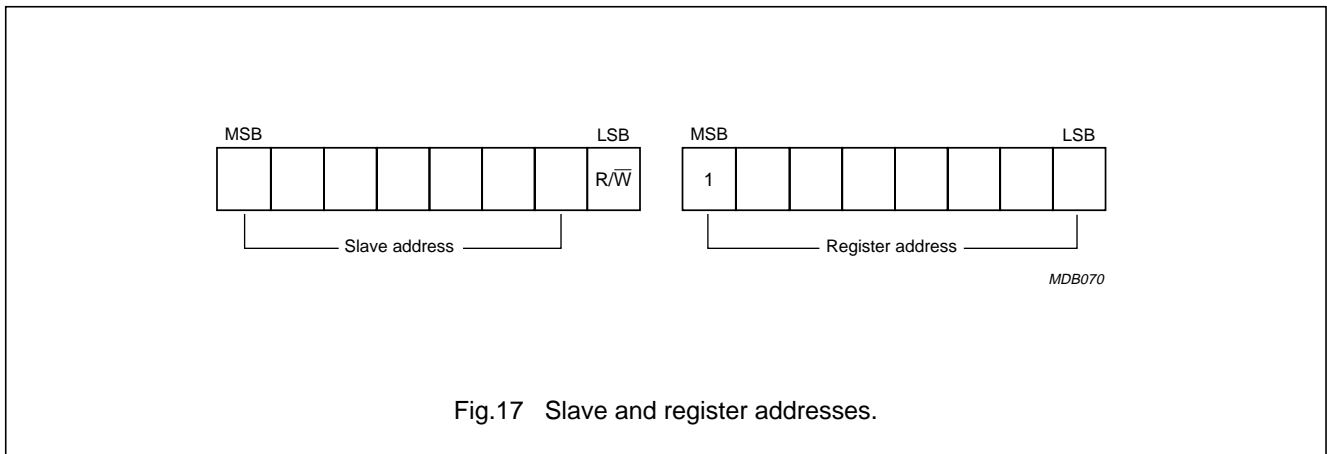 MSB LSB MSB LSB
R/W̅ 1
Slave address Register address
MDB070
Fig.17 Slave and register addresses.